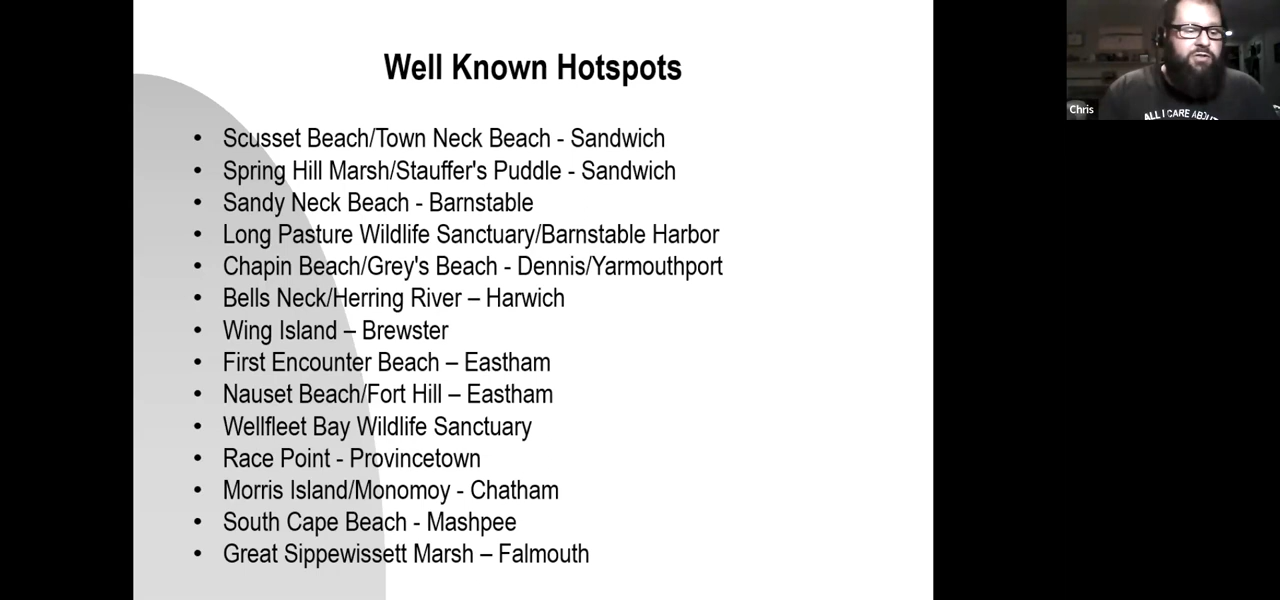 Well Known Hotspots
• Scusset Beach/Town Neck Beach - Sandwich
• Spring Hill Marsh/Stauffer's Puddle - Sandwich
• Sandy Neck Beach - Barnstable
• Long Pasture Wildlife Sanctuary/Barnstable Harbor
• Chapin Beach/Grey's Beach - Dennis/Yarmouthport
• Bells Neck/Herring River – Harwich
• Wing Island – Brewster
• First Encounter Beach – Eastham
• Nauset Beach/Fort Hill – Eastham
• Wellfleet Bay Wildlife Sanctuary
• Race Point - Provincetown
• Morris Island/Monomoy - Chatham
• South Cape Beach - Mashpee
• Great Sippewissett Marsh – Falmouth
Chris
ALL I CARE ABOUT